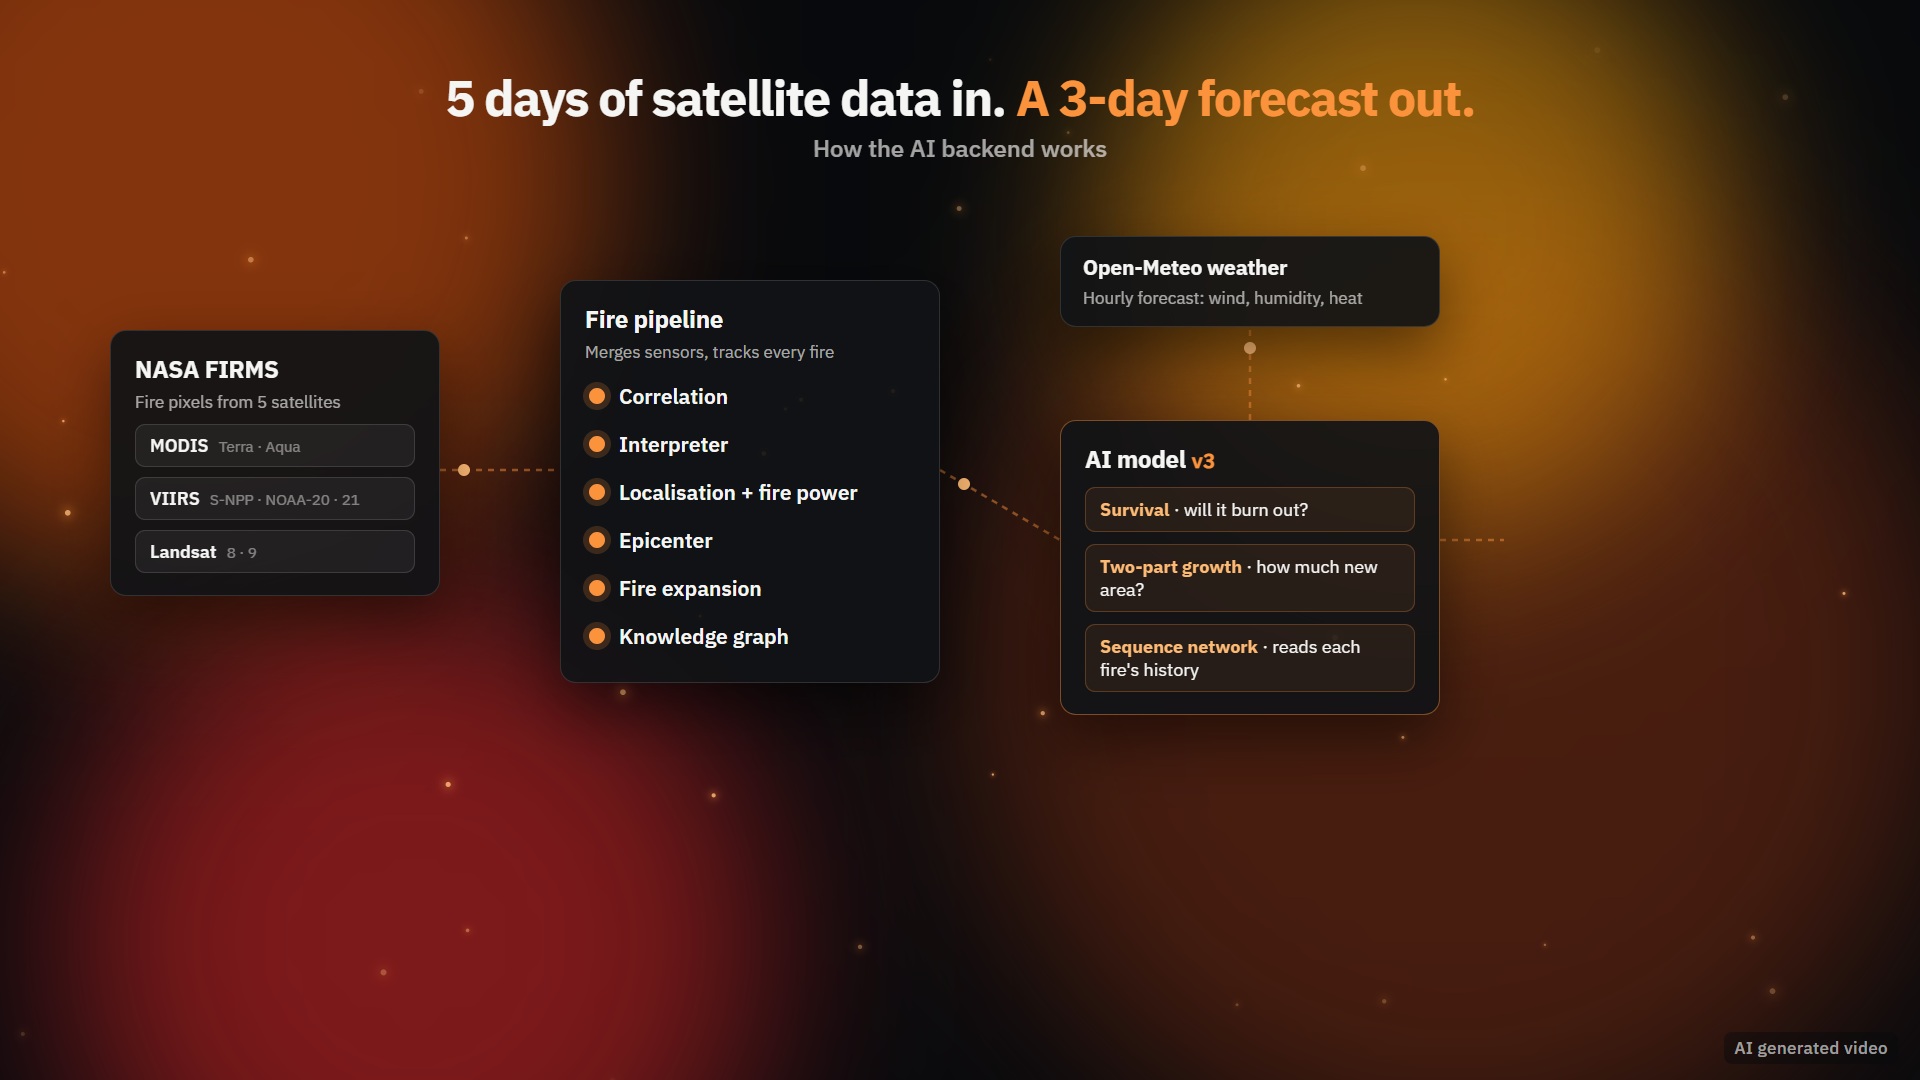 5 days of satellite data in. A 3-day forecast out.
How the AI backend works
NASA FIRMS
Fire pixels from 5 satellites
MODIS Terra · Aqua
VIIRS S-NPP · NOAA-20 · 21
Landsat 8 · 9
Fire pipeline
Merges sensors, tracks every fire
Correlation
Interpreter
Localisation + fire power
Epicenter
Fire expansion
Knowledge graph
Open-Meteo weather
Hourly forecast: wind, humidity, heat
AI model v3
Survival · will it burn out?
Two-part growth · how much new
area?
Sequence network · reads each
fire's history
AI generated video